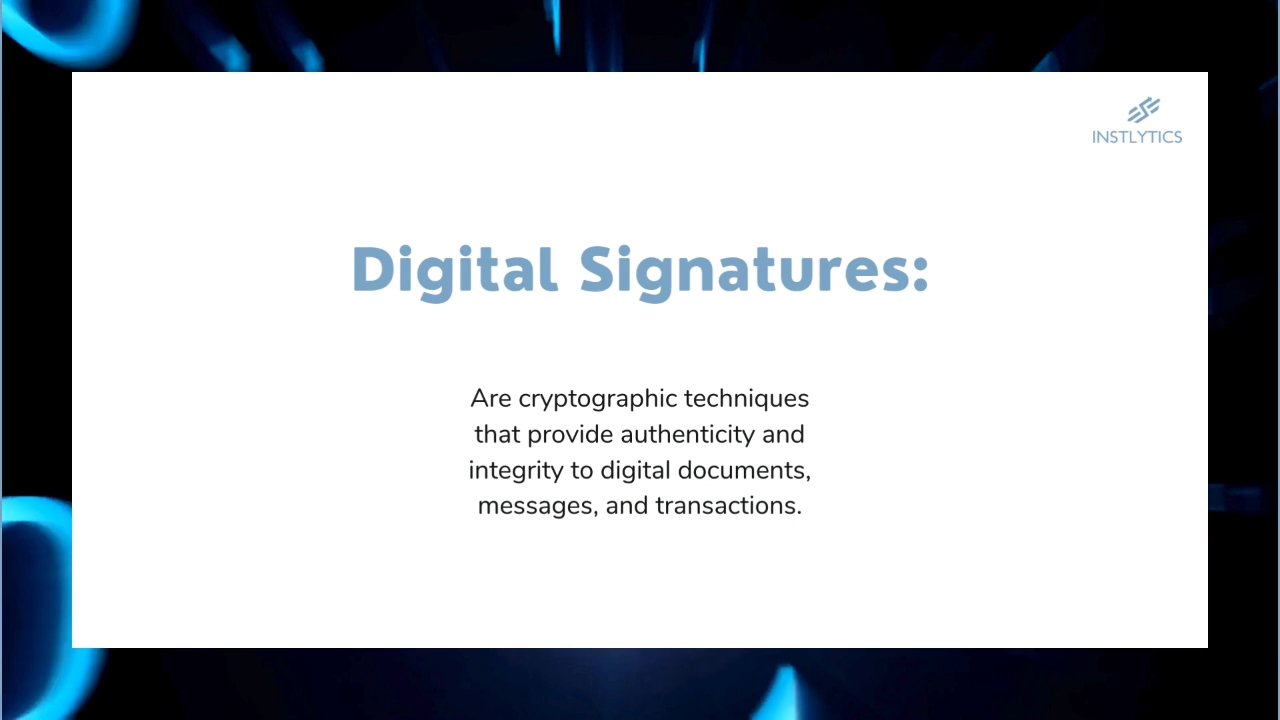 INSTLYTICS
Digital Signatures:
Are cryptographic techniques
that provide authenticity and
integrity to digital documents,
messages, and transactions.